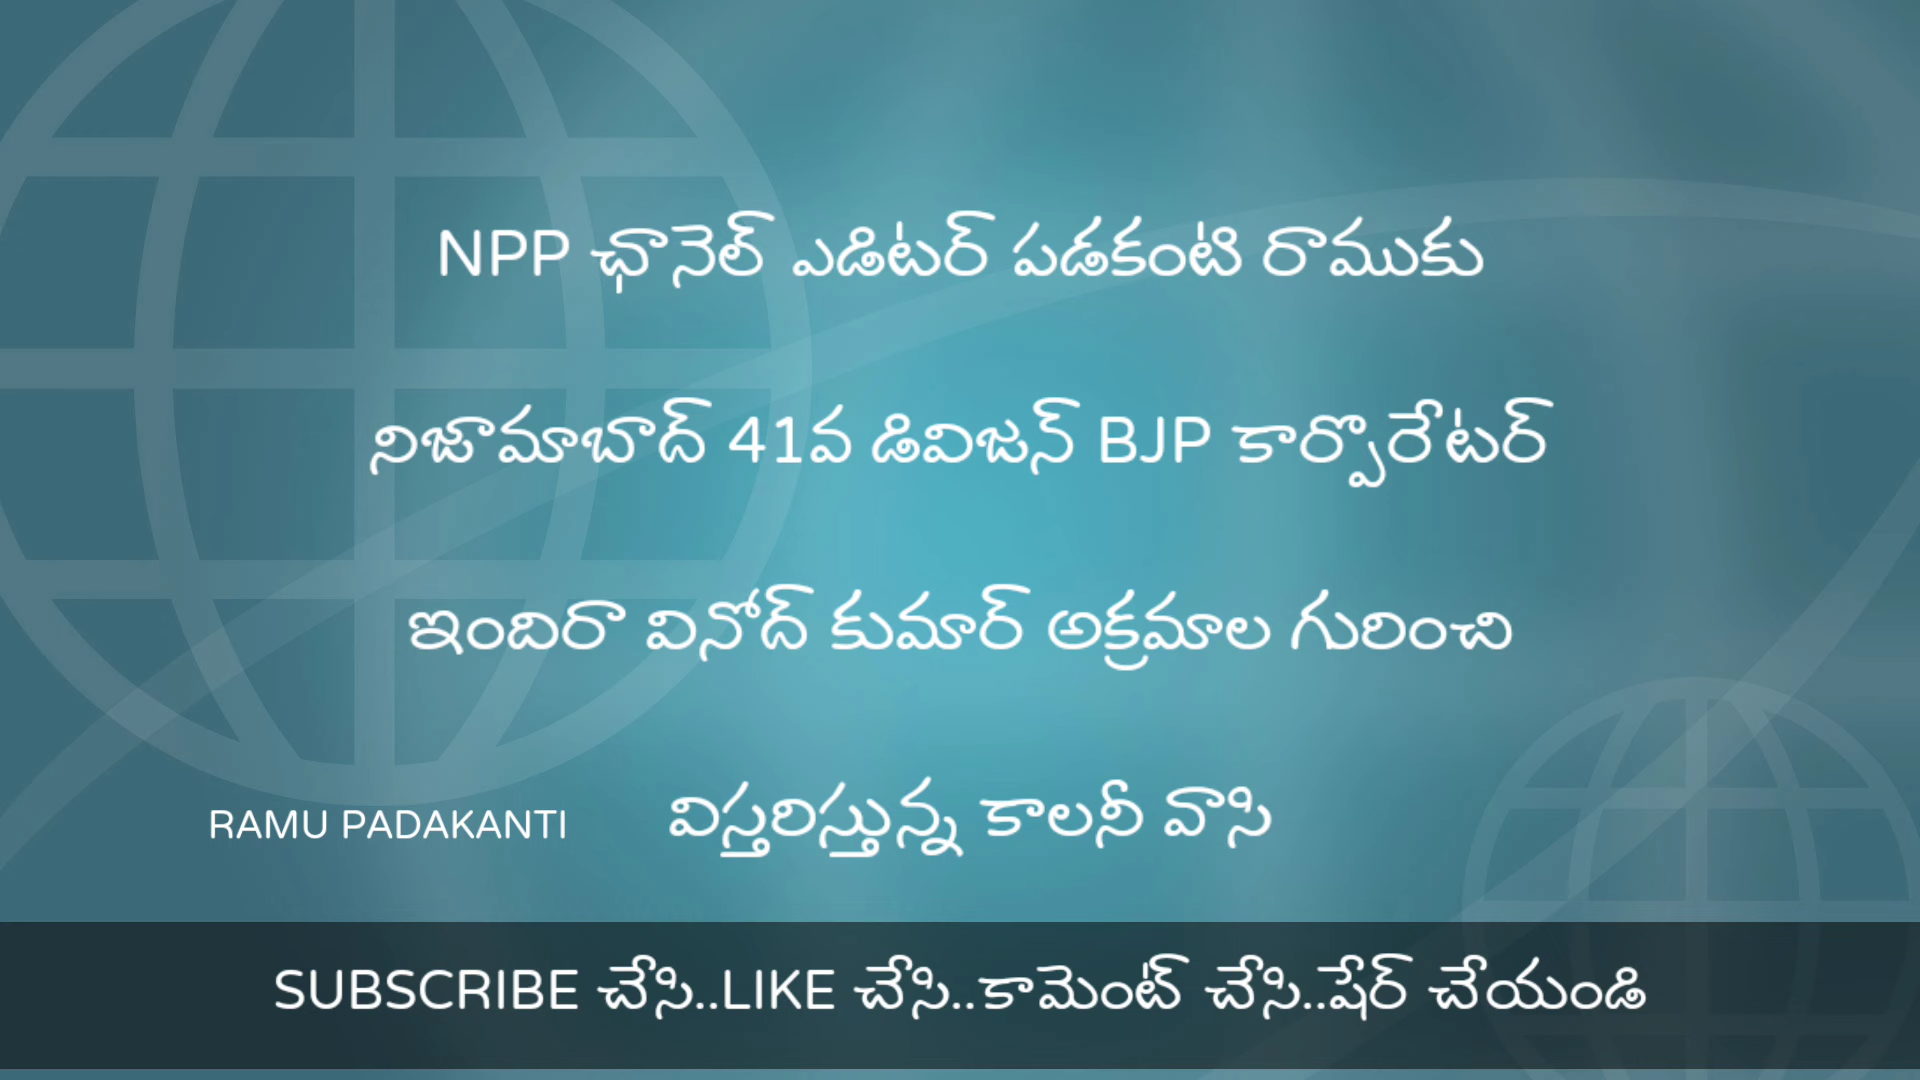 NPP ఛానెల్ ఎడిటర్ పడకంటి రాముకు
నిజామాబాద్ 41వ డివిజన్ BJP కార్పొరేటర్
ఇందిరా వినోద్ కుమార్ అక్రమాల గురించి
విస్తరిస్తున్న కాలనీ వాసి
RAMU PADAKANTI
SUBSCRIBE చేసి..LIKE చేసి..కామెంట్ చేసి..షేర్ చేయండి